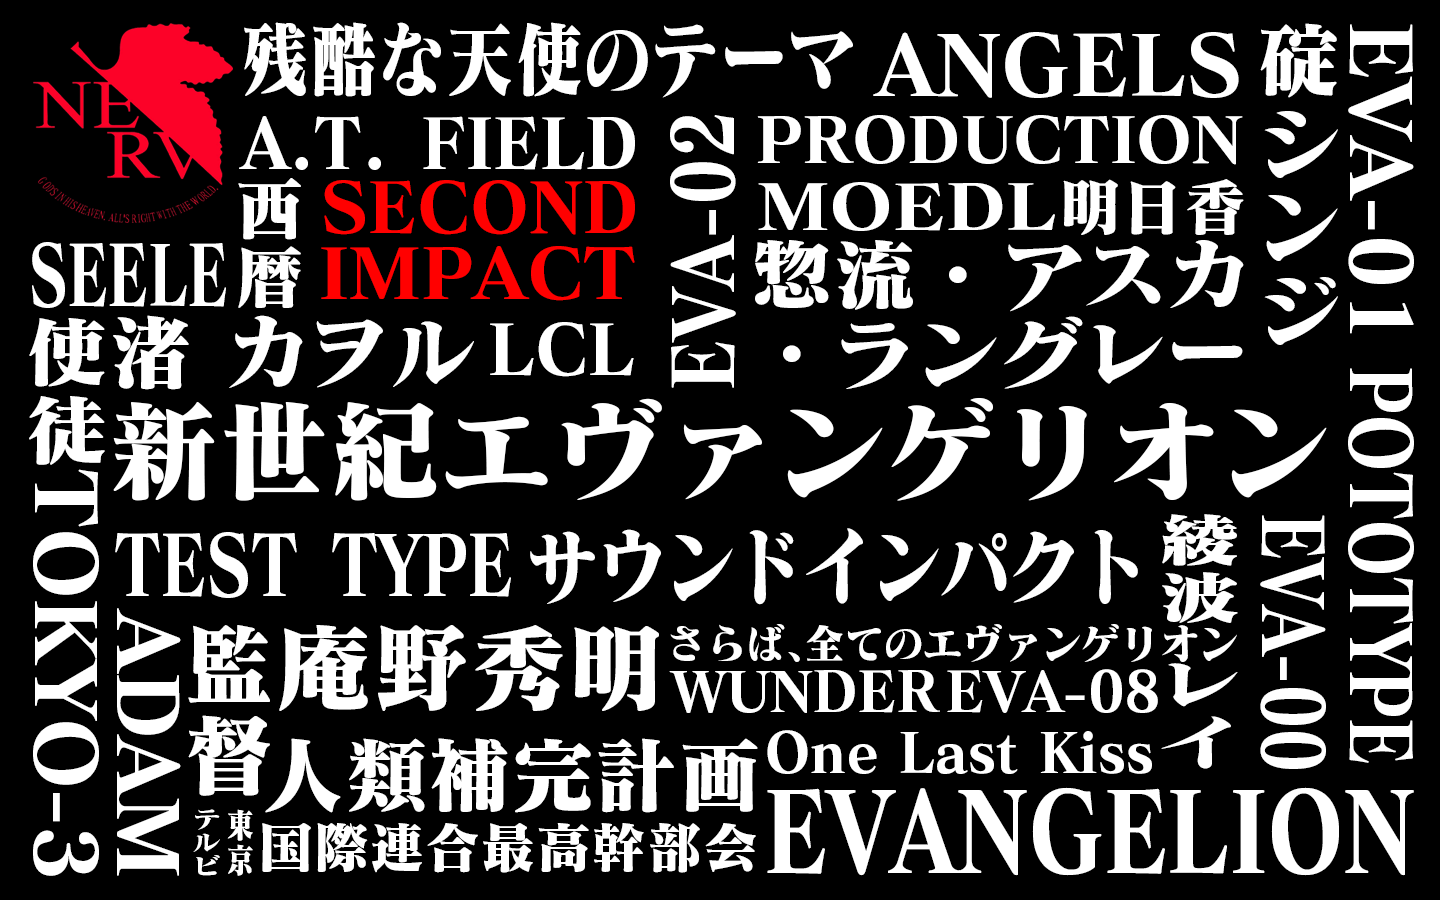 NERV
GOD'S IN HIS HEAVEN. ALL'S RIGHT WITH THE WORLD.
残酷な天使のテーマ
ANGELS
碇シンジ
EVA-01 POTOTYPE
A.T. FIELD
EVA-02
PRODUCTION
MOEDL
明日香
西暦
SECOND
IMPACT
SEELE
惣流・アスカ
・ラングレー
使徒
渚 カヲル
LCL
新世紀エヴァンゲリオン
TOKYO-3
TEST TYPE
サウンドインパクト
綾波レイ
EVA-00
ADAM
監督
庵野秀明
さらば、全てのエヴァンゲリオン
WUNDER
EVA-08
人類補完計画
One Last Kiss
東京
テルビ
国際連合最高幹部会
EVANGELION